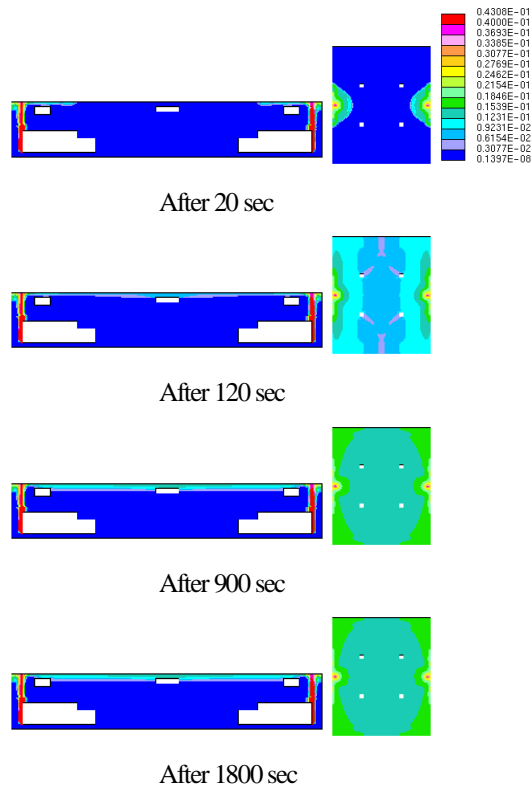 0.4308E-01
0.4000E-01
0.3693E-01
0.3385E-01
0.3077E-01
0.2769E-01
0.2462E-01
0.2154E-01
0.1846E-01
0.1539E-01
0.1231E-01
0.9231E-02
0.6154E-02
0.3077E-02
0.1397E-08
After 20 sec
After 120 sec
After 900 sec
After 1800 sec